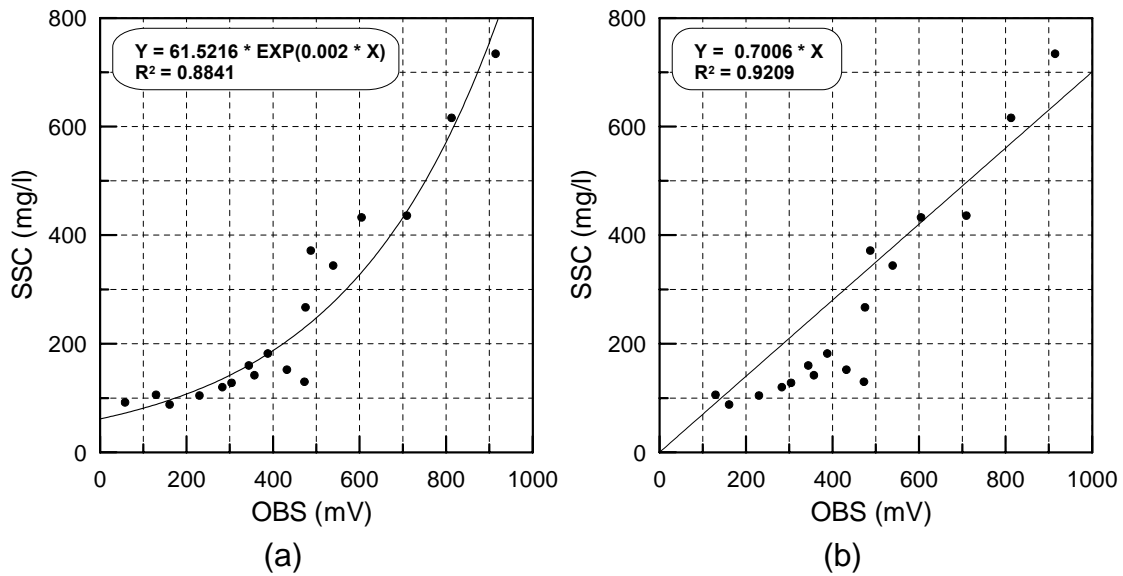 800
600
400
200
0
SSC (mg/l)
Y = 61.5216 * EXP(0.002 * X)
R² = 0.8841
0 200 400 600 800 1000
OBS (mV)
(a)
800
600
400
200
0
SSC (mg/l)
Y = 0.7006 * X
R² = 0.9209
0 200 400 600 800 1000
OBS (mV)
(b)